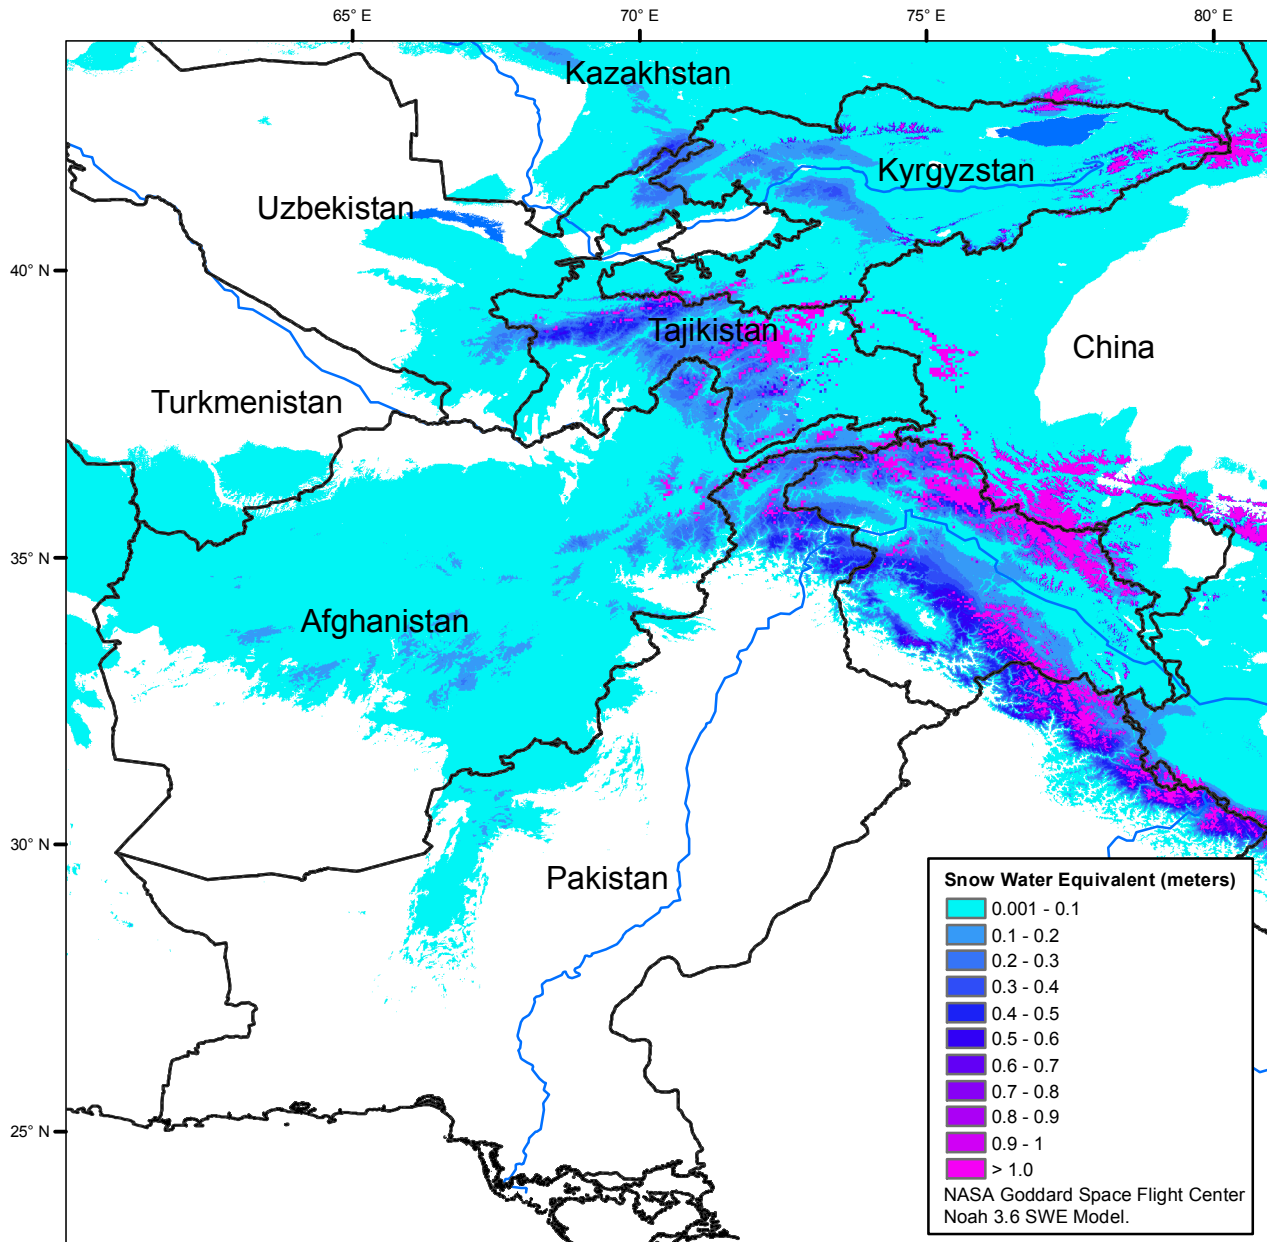 65° E
70° E
75° E
80° E
Kazakhstan
Kyrgyzstan
Uzbekistan
40° N
Tajikistan
China
Turkmenistan
35° N
Afghanistan
30° N
Pakistan
25° N
Snow Water Equivalent (meters)
0.001 - 0.1
0.1 - 0.2
0.2 - 0.3
0.3 - 0.4
0.4 - 0.5
0.5 - 0.6
0.6 - 0.7
0.7 - 0.8
0.8 - 0.9
0.9 - 1
> 1.0
NASA Goddard Space Flight Center
Noah 3.6 SWE Model.